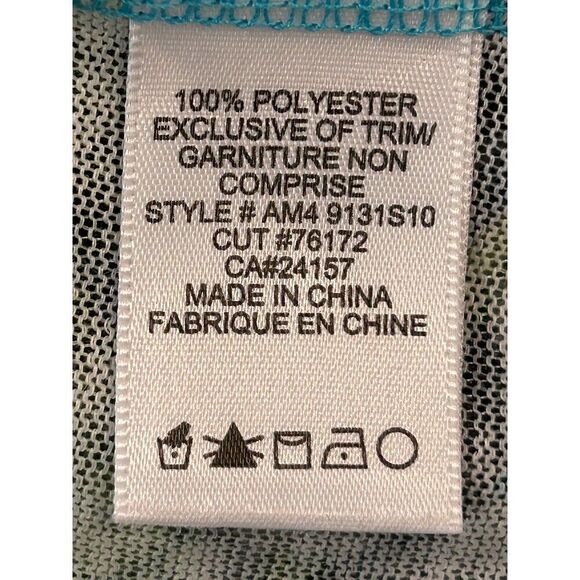 100% POLYESTER
EXCLUSIVE OF TRIM/
GARNITURE NON
COMPRISE
STYLE # AM4 9131S10
CUT #76172
CA#24157
MADE IN CHINA
FABRIQUE EN CHINE